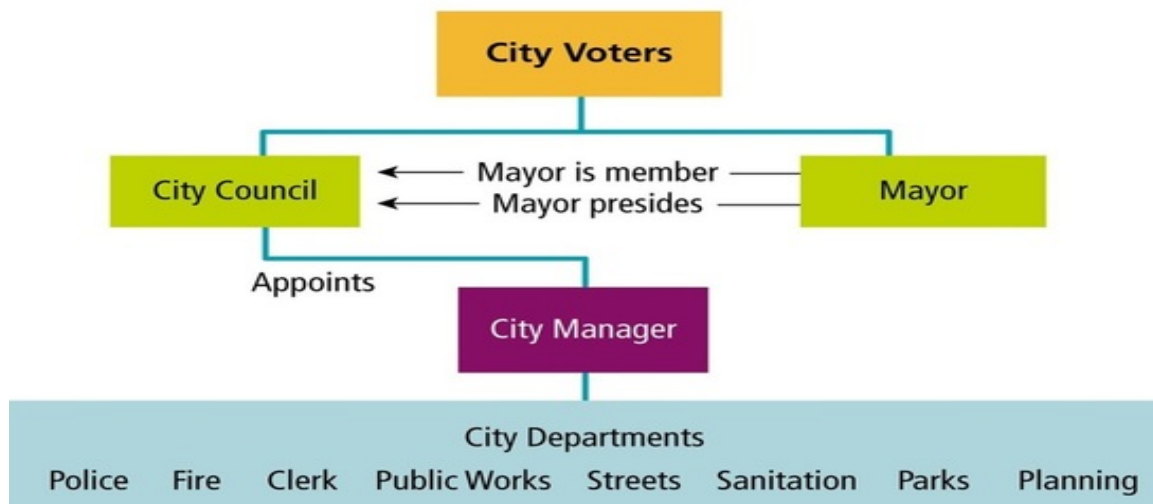 City Voters
City Council
Mayor is member
Mayor presides
Mayor
Appoints
City Manager
City Departments
Police Fire Clerk Public Works Streets Sanitation Parks Planning